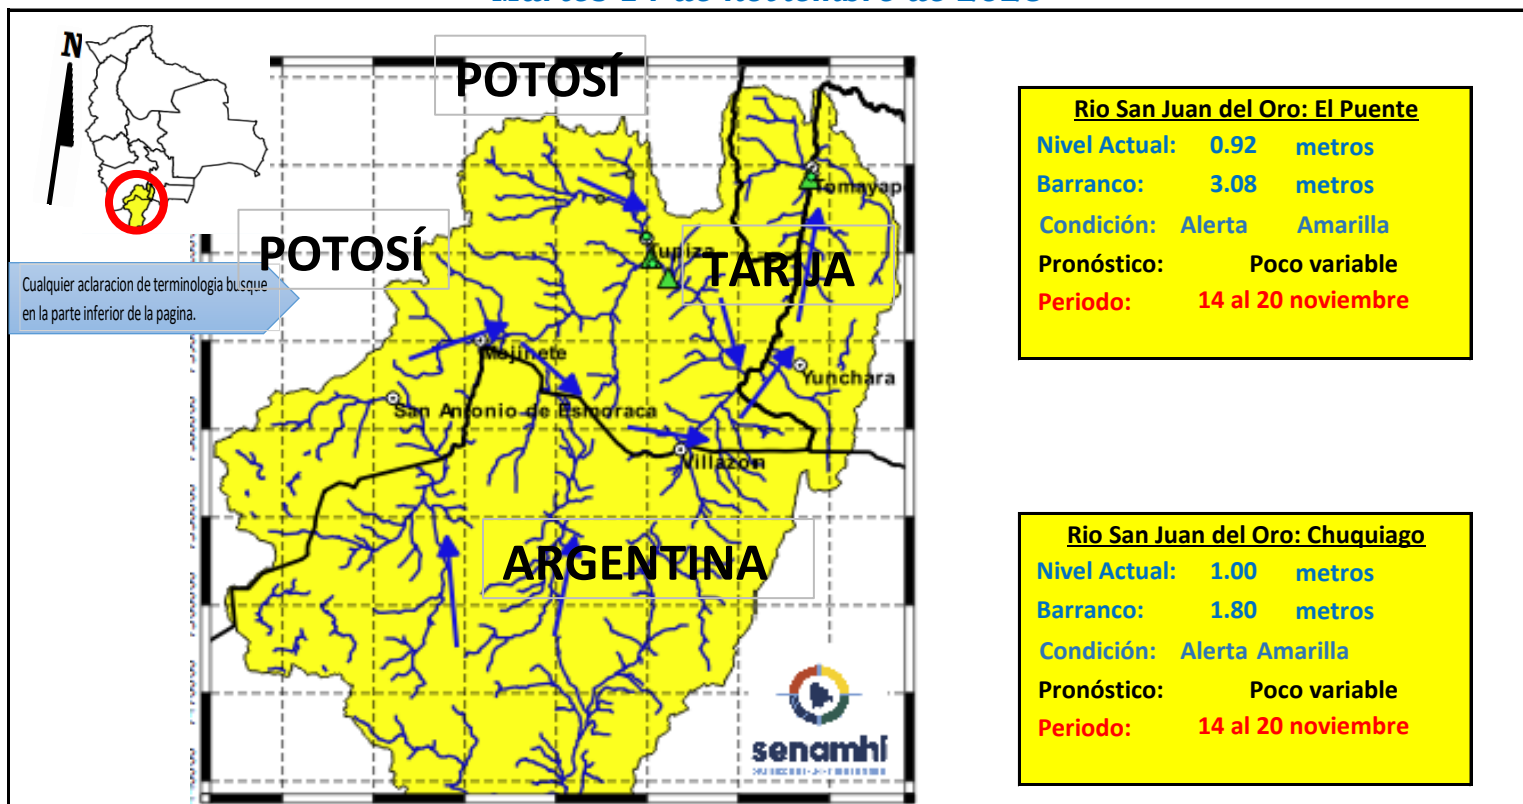 N
POTOSÍ
POTOSÍ
TARIJA
ARGENTINA
Cualquier aclaracion de terminologia busque
en la parte inferior de la pagina.
Mojinete
San Antonio de Esmoraca
Yunchara
Villazon
senamhi
Rio San Juan del Oro: El Puente
Nivel Actual: 0.92 metros
Barranco: 3.08 metros
Condición: Alerta Amarilla
Pronóstico: Poco variable
Periodo: 14 al 20 noviembre
Rio San Juan del Oro: Chuquiago
Nivel Actual: 1.00 metros
Barranco: 1.80 metros
Condición: Alerta Amarilla
Pronóstico: Poco variable
Periodo: 14 al 20 noviembre